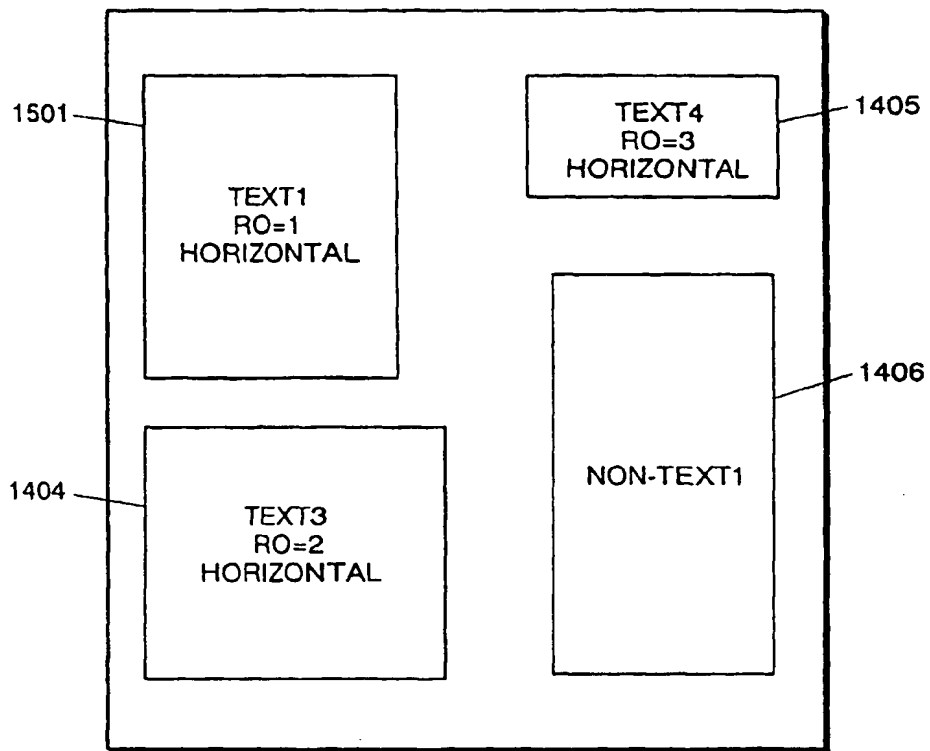 1501
TEXT1
RO=1
HORIZONTAL
1404
TEXT3
RO=2
HORIZONTAL
TEXT4
RO=3
HORIZONTAL
1405
1406
NON-TEXT1